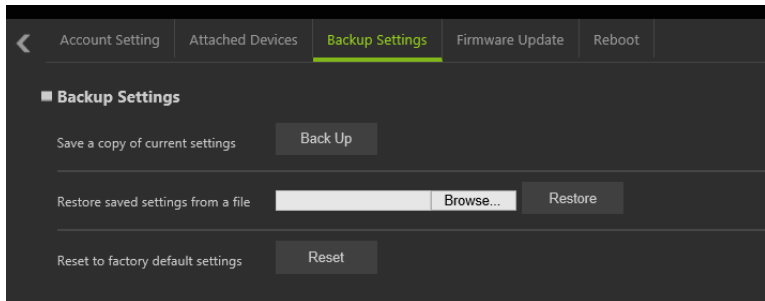 Account Setting Attached Devices Backup Settings Firmware Update Reboot
Backup Settings
Save a copy of current settings Back Up
Restore saved settings from a file Browse... Restore
Reset to factory default settings Reset